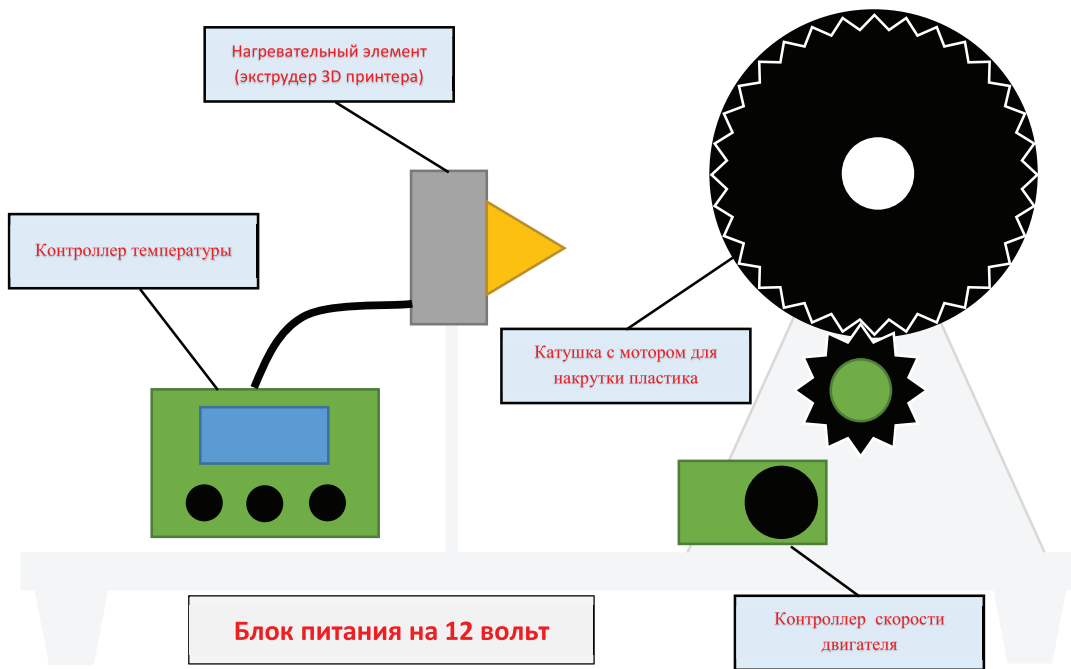 Нагревательный элемент
(экструдер 3D принтера)
Контроллер температуры
Катушка с мотором для
накрутки пластика
Блок питания на 12 вольт
Контроллер скорости
двигателя